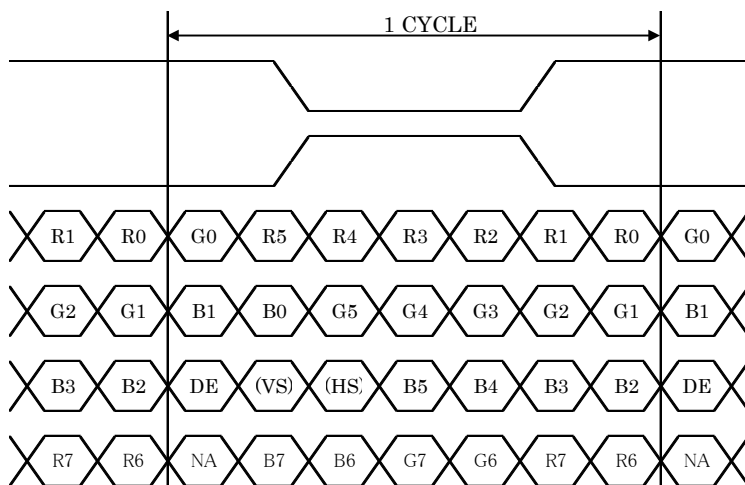 1 CYCLE
R1 R0 G0 R5 R4 R3 R2 R1 R0 G0
G2 G1 B1 B0 G5 G4 G3 G2 G1 B1
B3 B2 DE (VS) (HS) B5 B4 B3 B2 DE
R7 R6 NA B7 B6 G7 G6 R7 R6 NA